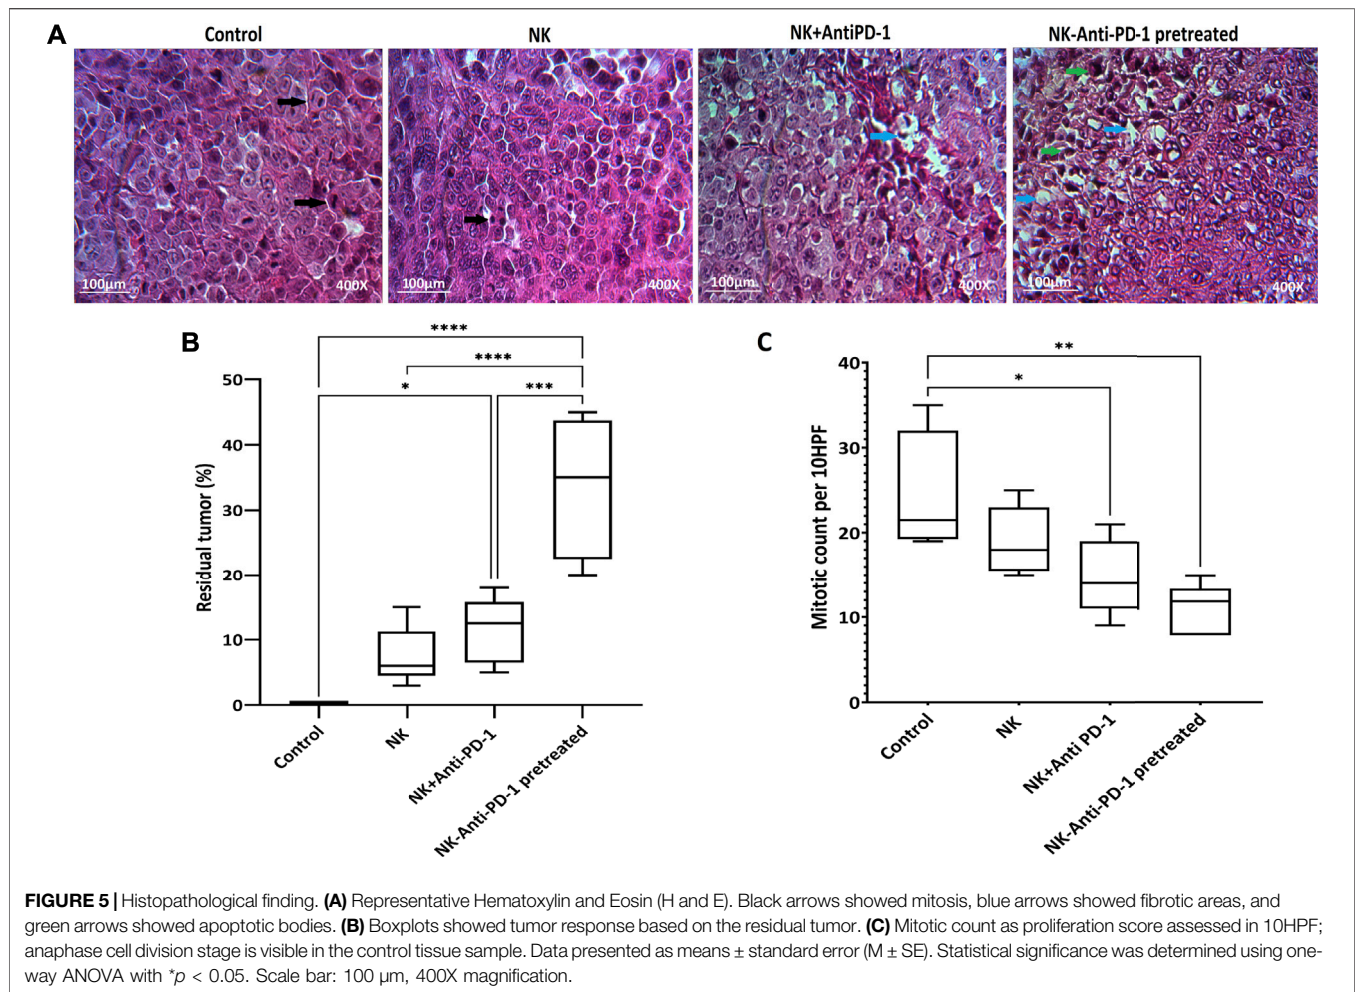 A
Control
NK
NK+AntiPD-1
NK-Anti-PD-1 pretreated
100µm
400X
100µm
400X
100µm
400X
100µm
400X
B
Residual tumor (%)
50
40
30
20
10
0
****
****
*
***
Control
NK
NK+Anti-PD-1
NK-Anti-PD-1 pretreated
C
Mitotic count per 10HPF
40
30
20
10
0
**
*
Control
NK
NK+Anti PD-1
NK-Anti-PD-1 pretreated
FIGURE 5 | Histopathological finding. (A) Representative Hematoxylin and Eosin (H and E). Black arrows showed mitosis, blue arrows showed fibrotic areas, and
green arrows showed apoptotic bodies. (B) Boxplots showed tumor response based on the residual tumor. (C) Mitotic count as proliferation score assessed in 10HPF;
anaphase cell division stage is visible in the control tissue sample. Data presented as means ± standard error (M ± SE). Statistical significance was determined using one-
way ANOVA with *p < 0.05. Scale bar: 100 µm, 400X magnification.